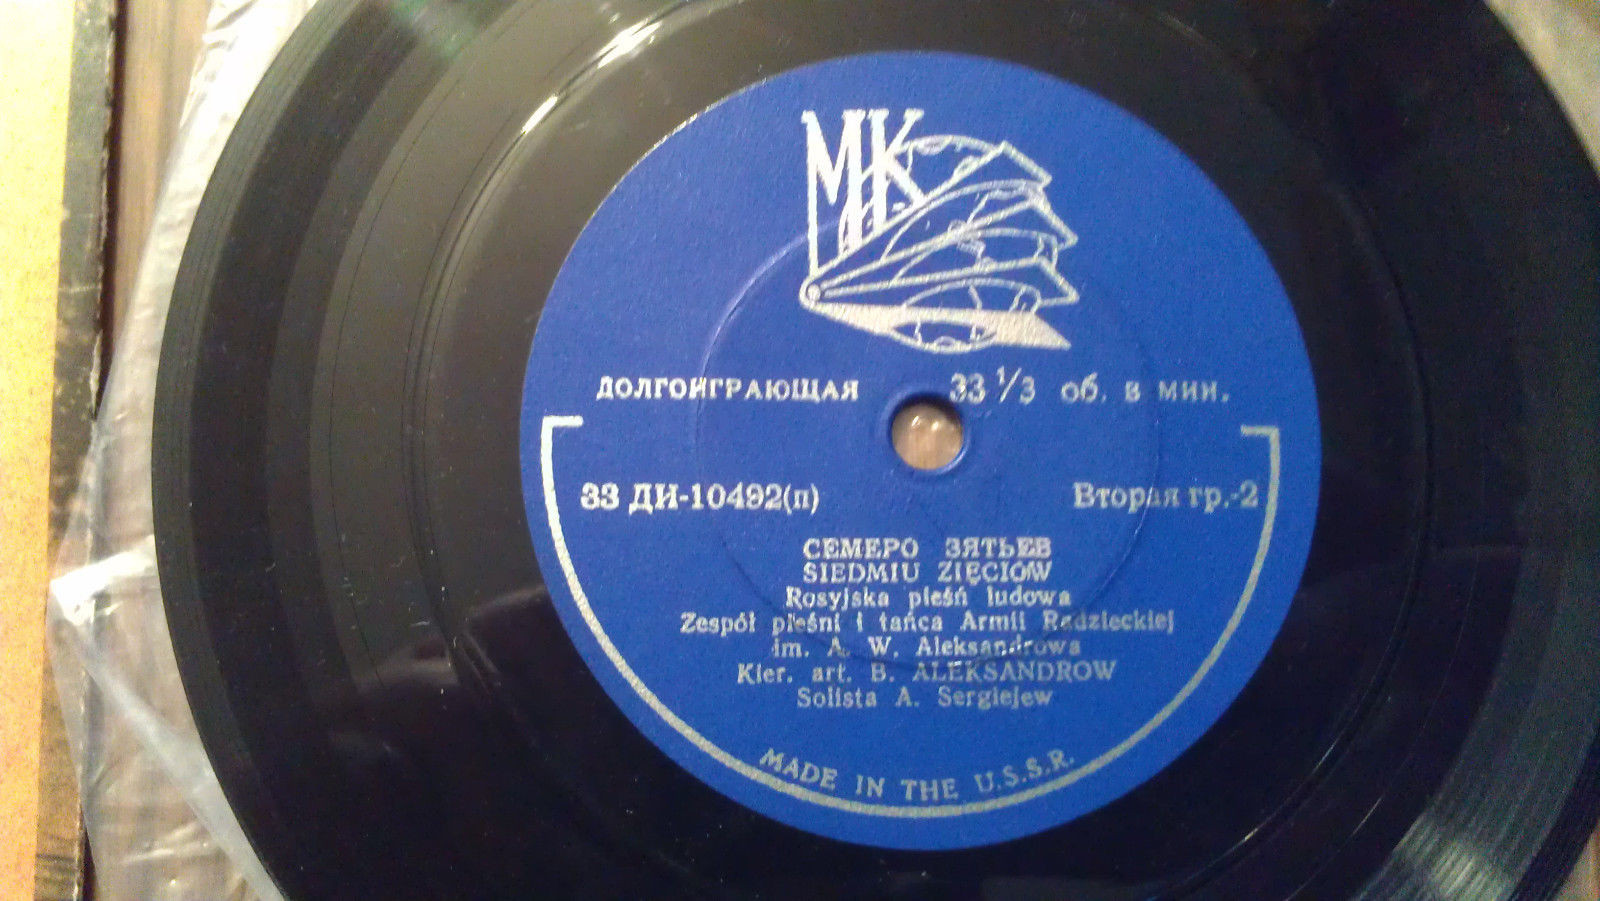 МК
ДОЛГОИГРАЮЩАЯ 33 1/3 об. в мин.
33 ДИ-10492(п) Вторая гр.-2
СЕМЕРО ЗЯТЬЕВ
SIEDMIU ZIĘCIÓW
Rosyjska pieśń ludowa
Zespół pieśni i tańca Armii Radzieckiej
im. A. W. Aleksandrowa
Kier. art. B. ALEKSANDROW
Solista A. Sergiejew
MADE IN THE U.S.S.R.